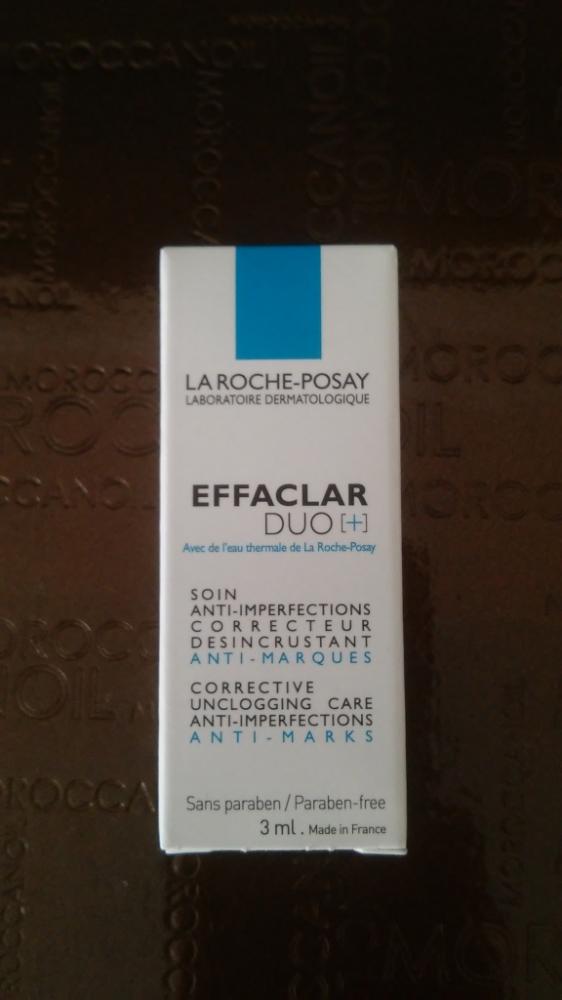 LA ROCHE-POSAY
LABORATOIRE DERMATOLOGIQUE
EFFACLAR
DUO [+]
Avec de l'eau thermale de La Roche-Posay
SOIN
ANTI-IMPERFECTIONS
CORRECTEUR
DESINCRUSTANT
ANTI-MARQUES
CORRECTIVE
UNCLOGGING CARE
ANTI-IMPERFECTIONS
ANTI-MARKS
Sans paraben / Paraben-free
3 ml . Made in France
MOROCCANOIL